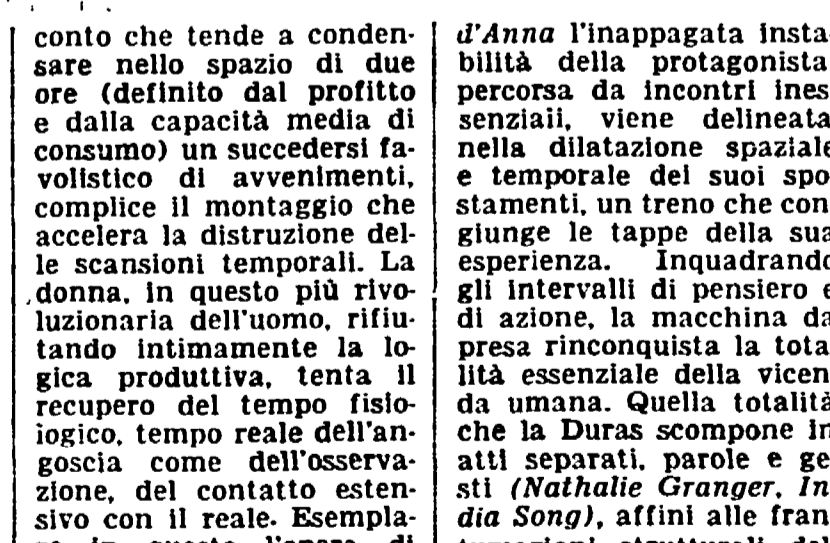 conto che tende a conden-
sare nello spazio di due
ore (definito dal profitto
e dalla capacità media di
consumo) un succedersi fa-
volistico di avvenimenti,
complice il montaggio che
accelera la distruzione del-
le scansioni temporali. La
donna, in questo più rivo-
luzionaria dell'uomo, rifiu-
tando intimamente la lo-
gica produttiva, tenta il
recupero del tempo fisio-
logico, tempo reale dell'an-
goscia come dell'osserva-
zione, del contatto esten-
sivo con il reale. Esempla-
d'Anna l'inappagata insta-
bilità della protagonista
percorsa da incontri ines
senziali, viene delineata
nella dilatazione spaziale
e temporale dei suoi spo
stamenti, un treno che con
giunge le tappe della sua
esperienza. Inquadrando
gli intervalli di pensiero e
di azione, la macchina da
presa rinconquista la tota
lità essenziale della vicen
da umana. Quella totalità
che la Duras scompone in
atti separati, parole e ge
sti (Nathalie Granger, In
dia Song), affini alle fran